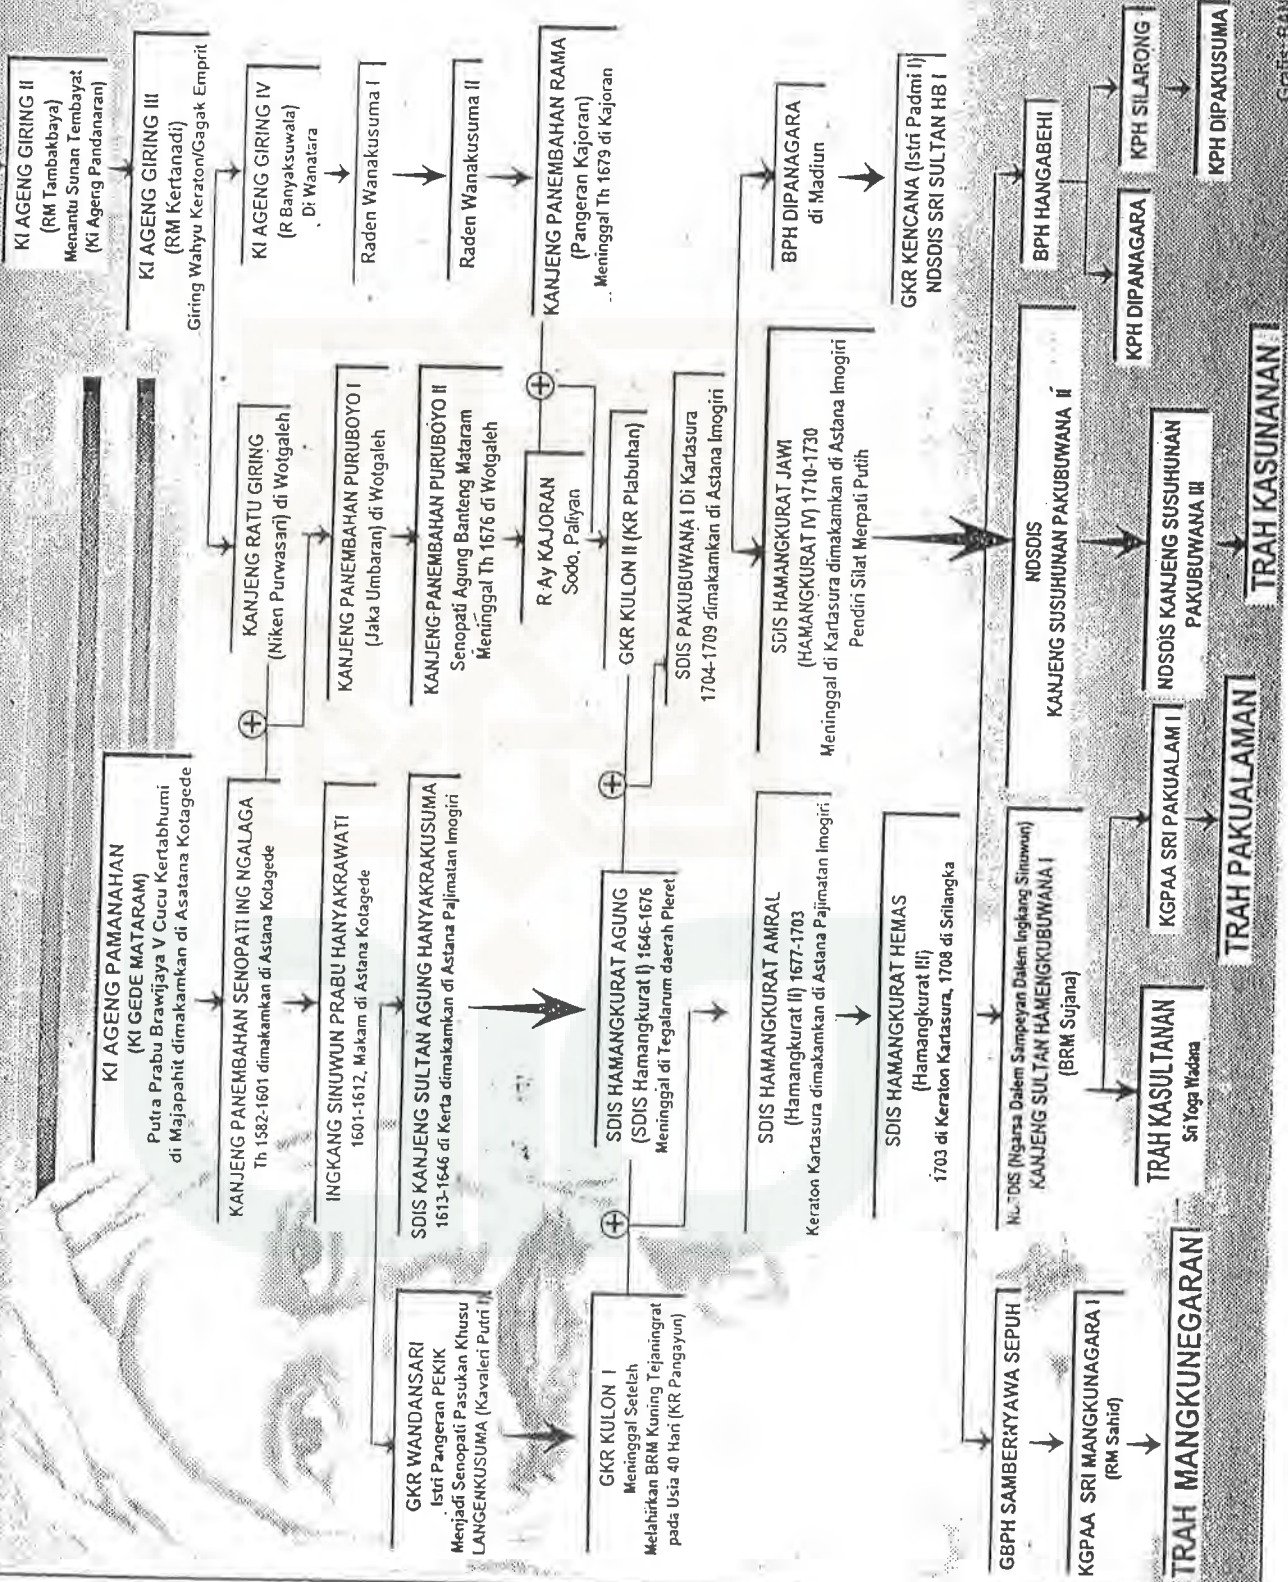 KI AGENG GIRING II
(RM Tambakbaya)
Menantu Sunan Tembayat
(Ki Ageng Pandanaran)
KI AGENG GIRING III
(RM Kertanadi)
Giring Wahyu Keraton/Gagak Emprit
KI AGENG PAMANAHAN
(KI GEDE MATARAM)
Putra Prabu Brawijaya V Cucu Kertabhumi
di Majapahit dimakamkan di Asatana Kotagede
KANJENG PANEMBAHAN SENOPATI ING NGALAGA
Th 1582-1601 dimakamkan di Astana Kotagede
KANJENG RATU GIRING
(Niken Purwasari) di Wotgaleh
KI AGENG GIRING IV
(R Banyaksuwala)
Di Wanatara
INGKANG SINUWUN PRABU HANYAKRAWATI
1601-1612, Makam di Astana Kotagede
KANJENG PANEMBAHAN PURUBOYO I
(Jaka Umbaran) di Wotgaleh
Raden Wanakusuma I
GKR WANDANSARI
Istri Pangeran PEKIK
Menjadi Senopati Pasukan Khusu
LANGENKUSUMA (Kavaleri Putri I)
SDIS KANJENG SULTAN AGUNG HANYAKRAKUSUMA
1613-1646 di Kerta dimakamkan di Astana Pajimatan Imogiri
KANJENG-PANEMBAHAN PURUBOYO II
Senopati Agung Banteng Mataram
Meninggal Th 1676 di Wotgaleh
Raden Wanakusuma II
R Ay KAJORAN
Sodo, Paliyan
KANJENG PANEMBAHAN RAMA
(Pangeran Kajoran)
Meninggal Th 1679 di Kajoran
GKR KULON I
Meninggal Setelah
Melahirkan BRM Kuning Tejaningrat
pada Usia 40 Hari (KR Pangayun)
SDIS HAMANGKURAT AGUNG
(SDIS Hamangkurat I) 1646-1676
Meninggal di Tegalarum daerah Pleret
GKR KULON II (KR Plabuhan)
SDIS PAKUBUWANA I Di Kartasura
1704-1709 dimakamkan di Astana Imogiri
SDIS HAMANGKURAT AMRAL
(Hamangkurat II) 1677-1703
Keraton Kartasura dimakamkan di Astana Pajimatan Imogiri
SDIS HAMANGKURAT JAWI
(HAMANGKURAT IV) 1710-1730
Meninggal di Kartasura dimakamkan di Astana Imogiri
Pendiri Silat Merpati Putih
BPH DIPANAGARA
di Madiun
SDIS HAMANGKURAT HEMAS
(Hamangkurat III)
1703 di Keraton Kartasura, 1708 di Srilangka
GKR KENCANA (Istri Padmi I)
NDSDIS SRI SULTAN HB I
GBPH SAMBERNYAWA SEPUH
(Ngarsa Dalem Sampeyan Dalem Ingkang Sinuwun)
KANJENG SULTAN HAMENGKUBUWANA I
(BRM Sujana)
NDSDIS
KANJENG SUSUHUNAN PAKUBUWANA II
BPH HANGABEHI
KGPAA SRI MANGKUNAGARA I
(RM Sahid)
KPH DIPANAGARA
KPH SILARONG
TRAH KASULTANAN
Sri Yoga Wadana
KGPAA SRI PAKUALAM I
NDSDIS KANJENG SUSUHUNAN
PAKUBUWANA III
KPH DIPAKUSUMA
TRAH MANGKUNEGARAN
TRAH PAKUALAMAN
TRAH KASUNANAN